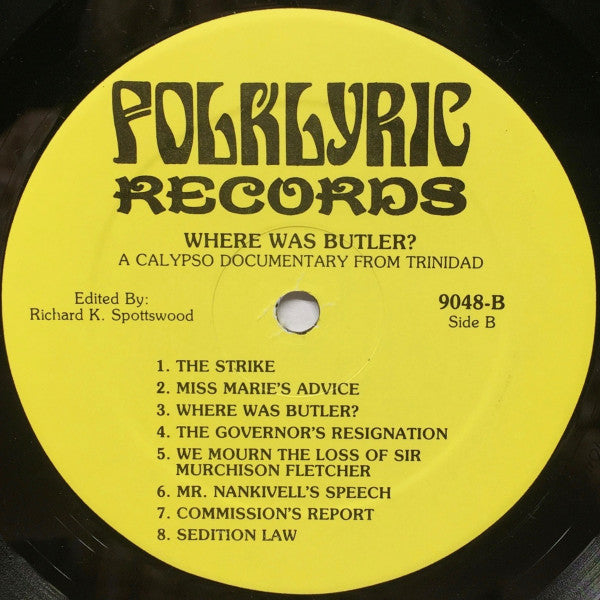 FOLKLYRIC
RECORDS
WHERE WAS BUTLER?
A CALYPSO DOCUMENTARY FROM TRINIDAD
Edited By:
Richard K. Spottswood
9048-B
Side B
1. THE STRIKE
2. MISS MARIE'S ADVICE
3. WHERE WAS BUTLER?
4. THE GOVERNOR'S RESIGNATION
5. WE MOURN THE LOSS OF SIR
MURCHISON FLETCHER
6. MR. NANKIVELL'S SPEECH
7. COMMISSION'S REPORT
8. SEDITION LAW